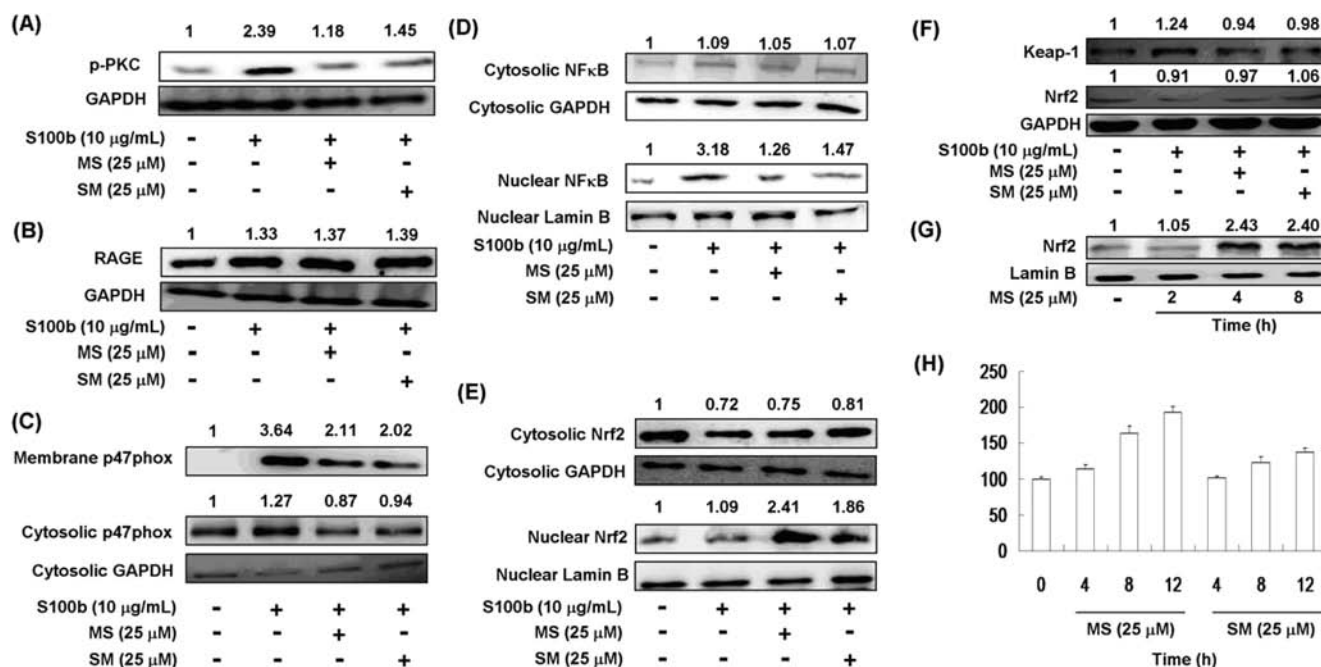 (A)
1 2.39 1.18 1.45
p-PKC
GAPDH
S100b (10 μg/mL) - + + +
MS (25 μM) - - + -
SM (25 μM) - - - +
(B)
1 1.33 1.37 1.39
RAGE
GAPDH
S100b (10 μg/mL) - + + +
MS (25 μM) - - + -
SM (25 μM) - - - +
(C)
1 3.64 2.11 2.02
Membrane p47phox
1 1.27 0.87 0.94
Cytosolic p47phox
Cytosolic GAPDH
S100b (10 μg/mL) - + + +
MS (25 μM) - - + -
SM (25 μM) - - - +
(D)
1 1.09 1.05 1.07
Cytosolic NFκB
Cytosolic GAPDH
1 3.18 1.26 1.47
Nuclear NFκB
Nuclear Lamin B
S100b (10 μg/mL) - + + +
MS (25 μM) - - + -
SM (25 μM) - - - +
(E)
1 0.72 0.75 0.81
Cytosolic Nrf2
Cytosolic GAPDH
1 1.09 2.41 1.86
Nuclear Nrf2
Nuclear Lamin B
S100b (10 μg/mL) - + + +
MS (25 μM) - - + -
SM (25 μM) - - - +
(F)
1 1.24 0.94 0.98
Keap-1
1 0.91 0.97 1.06
Nrf2
GAPDH
S100b (10 μg/mL) - + + +
MS (25 μM) - - + -
SM (25 μM) - - - +
(G)
1 1.05 2.43 2.40
Nrf2
Lamin B
MS (25 μM) - 2 4 8
Time (h)
(H)
250
200
150
100
50
0
0 4 8 12 4 8 12
MS (25 μM) SM (25 μM)
Time (h)